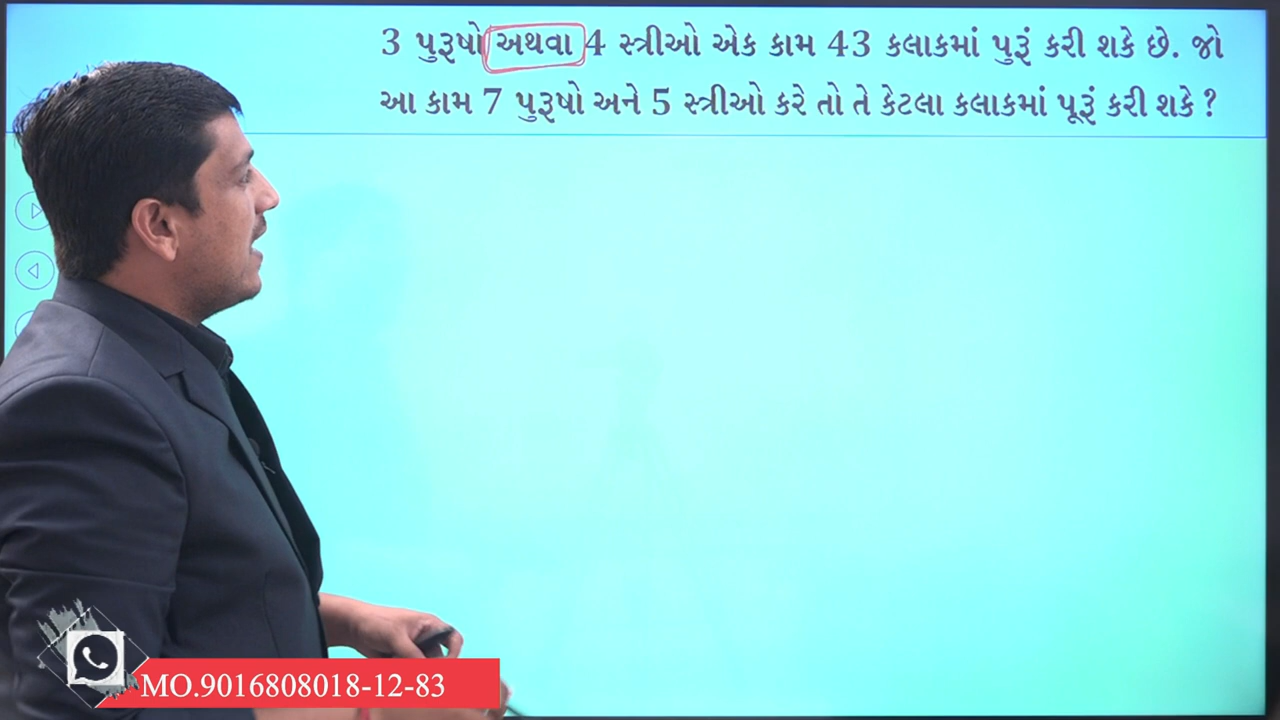 3 પુરૂષો અથવા 4 સ્ત્રીઓ એક કામ 43 કલાકમાં પુરૂં કરી શકે છે. જો
આ કામ 7 પુરૂષો અને 5 સ્ત્રીઓ કરે તો તે કેટલા કલાકમાં પૂરૂં કરી શકે ?
MO.9016808018-12-83